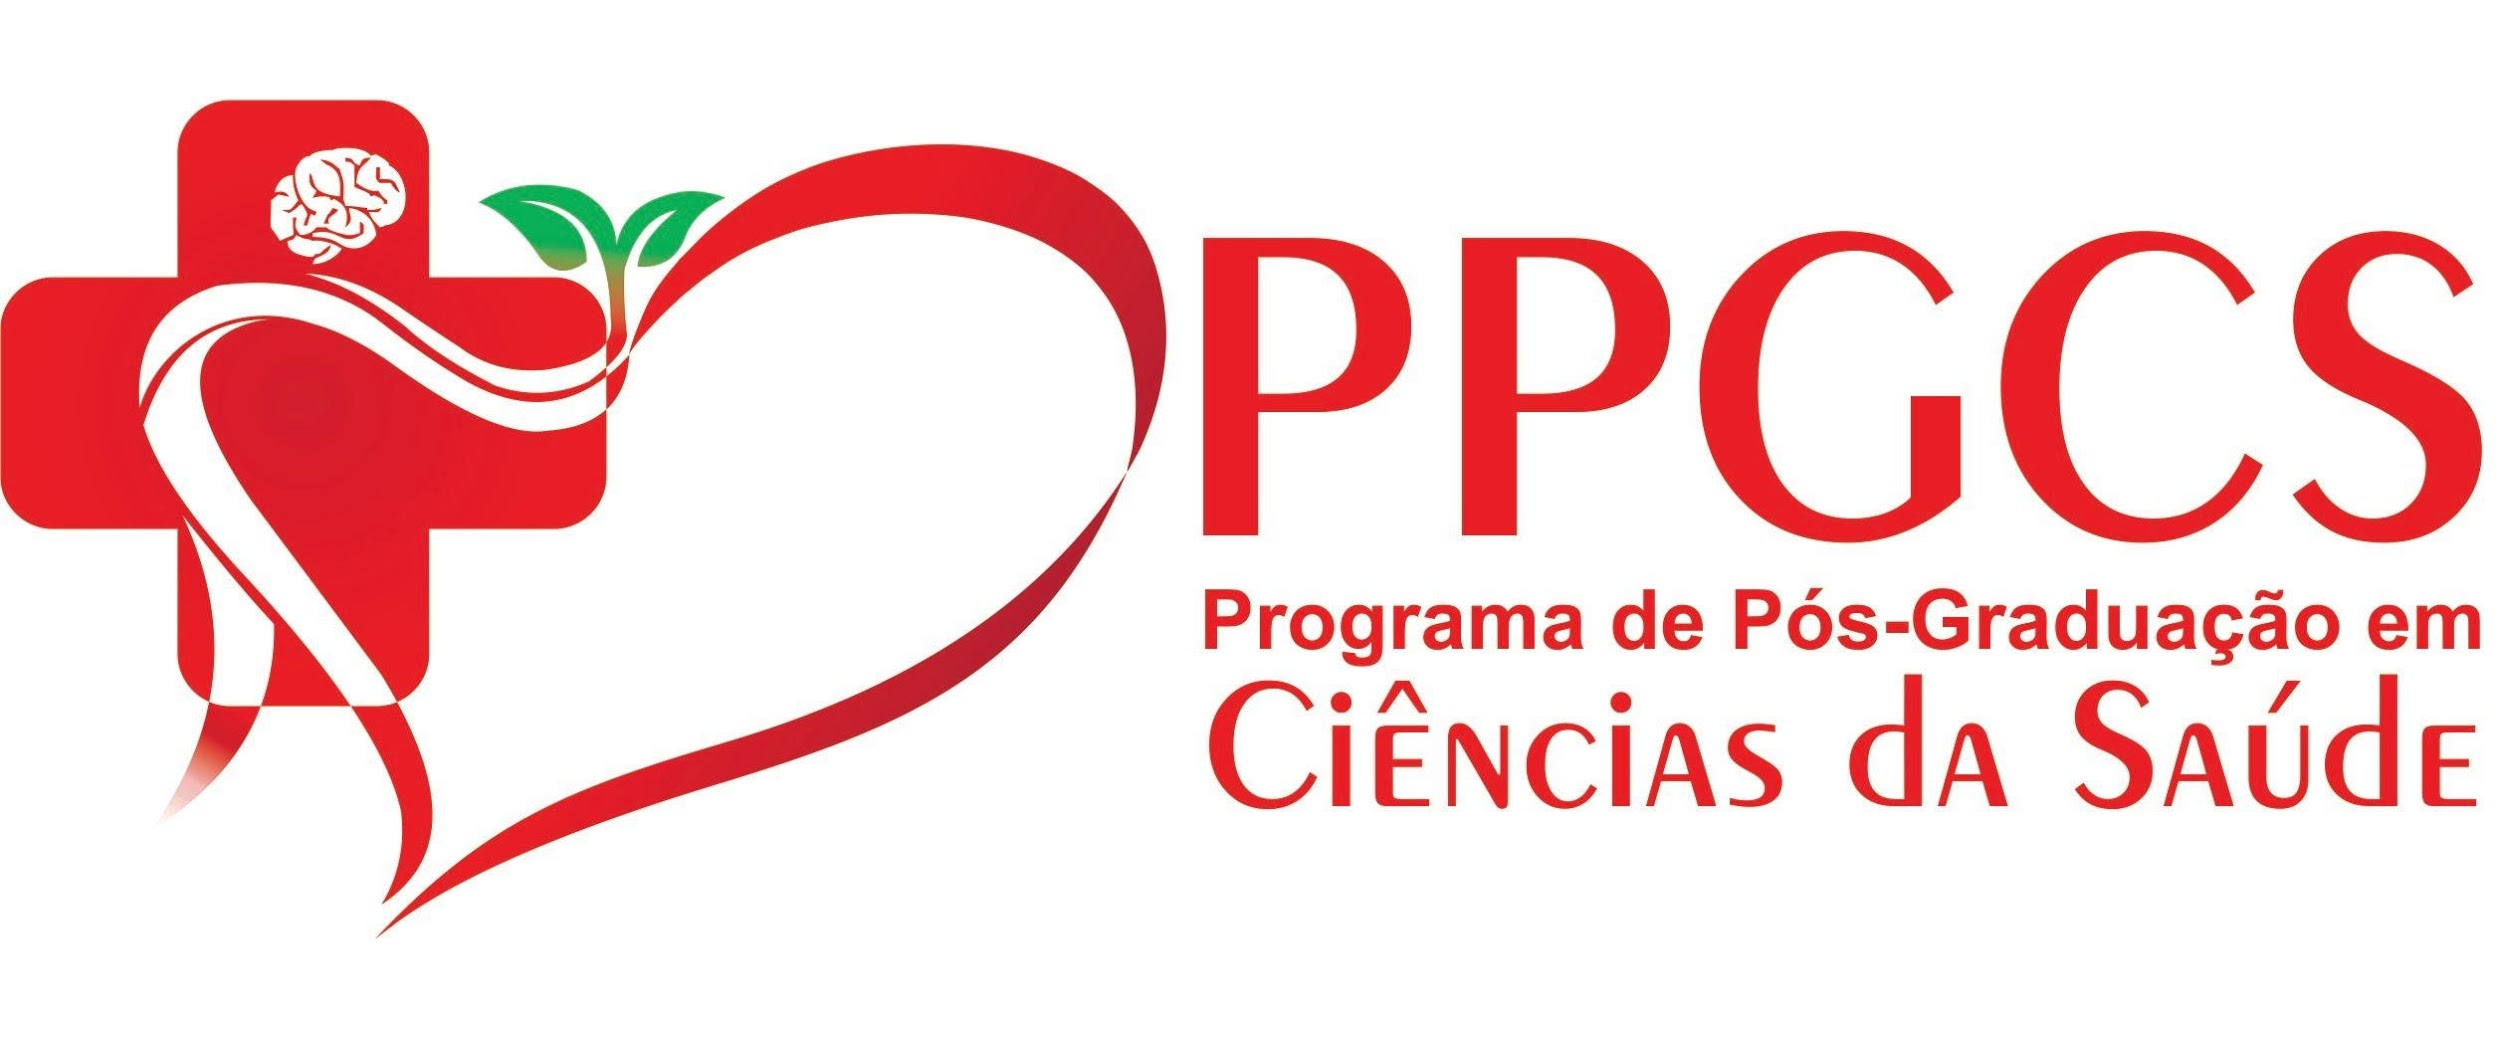 PPGCS
Programa de Pós-Graduação em
Ciências da Saúde